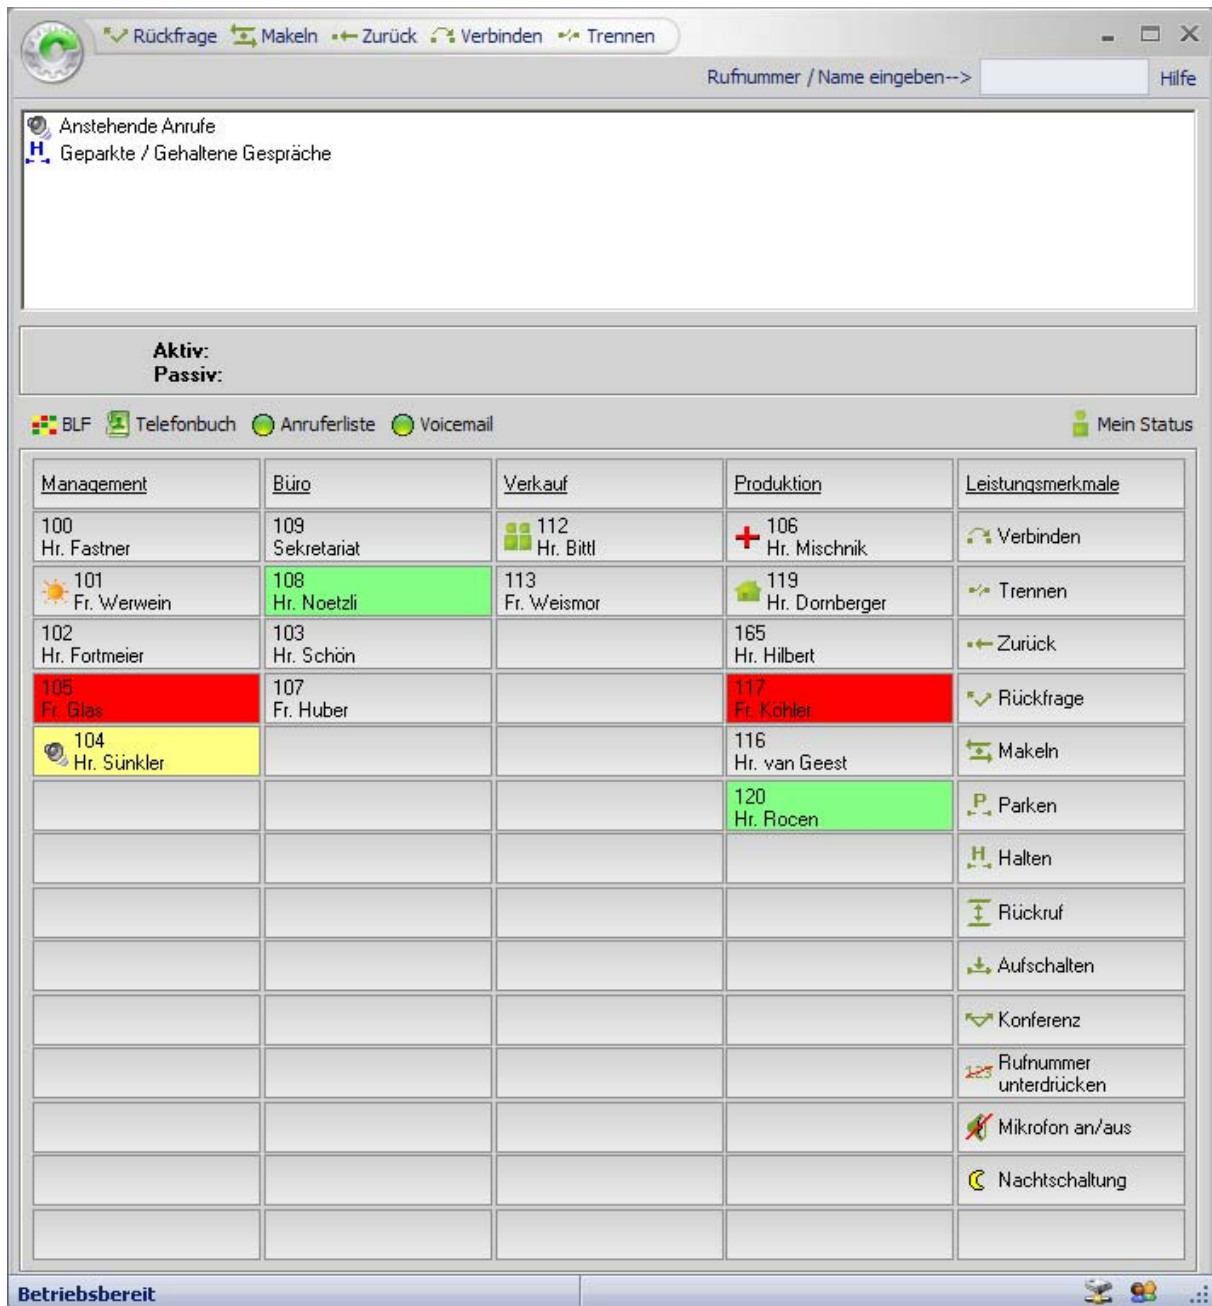 Rückfrage Makeln Zurück Verbinden Trennen
Rufnummer / Name eingeben--> Hilfe
Anstehende Anrufe
H Geparkte / Gehaltene Gespräche
Aktiv:
Passiv:
BLF Telefonbuch Anruferliste Voicemail Mein Status
Management Büro Verkauf Produktion Leistungsmerkmale
100 109 112 106
Hr. Fastner Sekretariat Hr. Bittl Hr. Mischnik Verbinden
101 108 113 119
Fr. Werwein Hr. Noetzli Fr. Weismor Hr. Dornberger Trennen
102 103 165
Hr. Fortmeier Hr. Schön Hr. Hilbert Zurück
105 107 117
Fr. Glas Fr. Huber Fr. Köhler Rückfrage
104 116
Hr. Sünkler Hr. van Geest Makeln
120
Hr. Rocen P Parken
H Halten
Rückruf
Aufschalten
Konferenz
123 Rufnummer
unterdrücken
Mikrofon an/aus
Nachtschaltung
Betriebsbereit